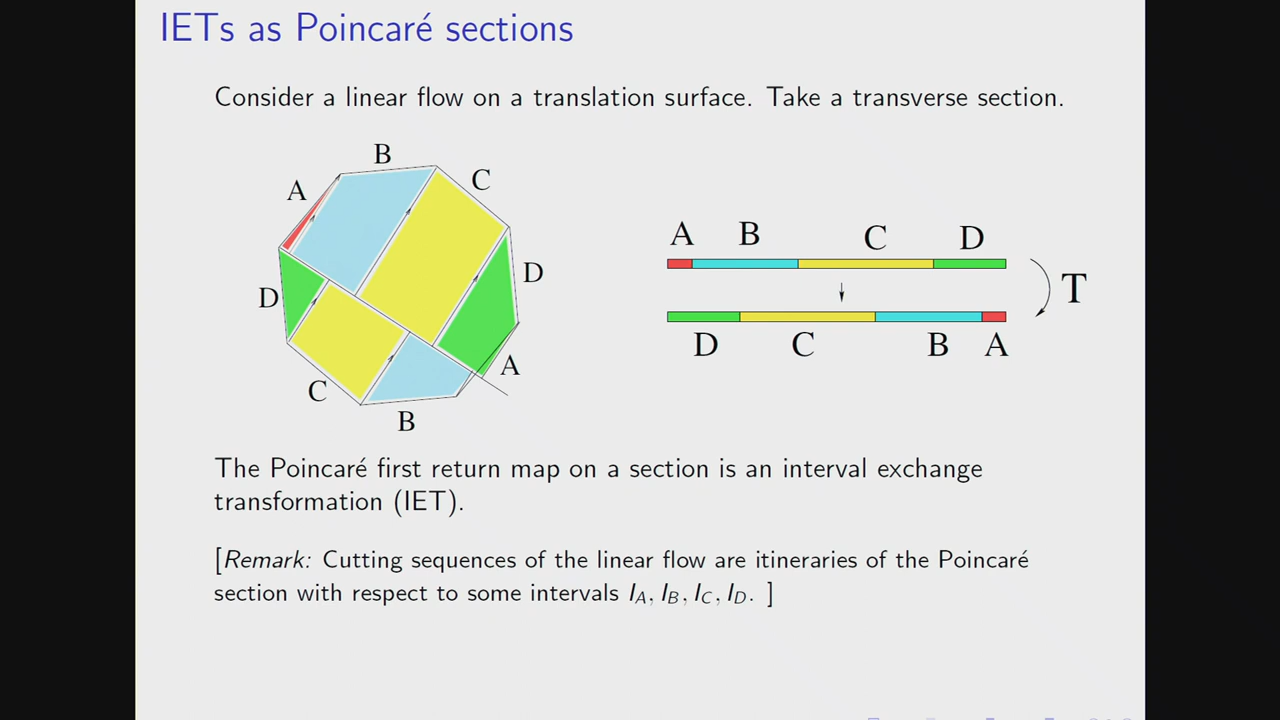 IETs as Poincaré sections
Consider a linear flow on a translation surface. Take a transverse section.
B
A
C
D
D
A
C
B
A B C D
T
D C B A
The Poincaré first return map on a section is an interval exchange
transformation (IET).
[Remark: Cutting sequences of the linear flow are itineraries of the Poincaré
section with respect to some intervals I_A, I_B, I_C, I_D. ]